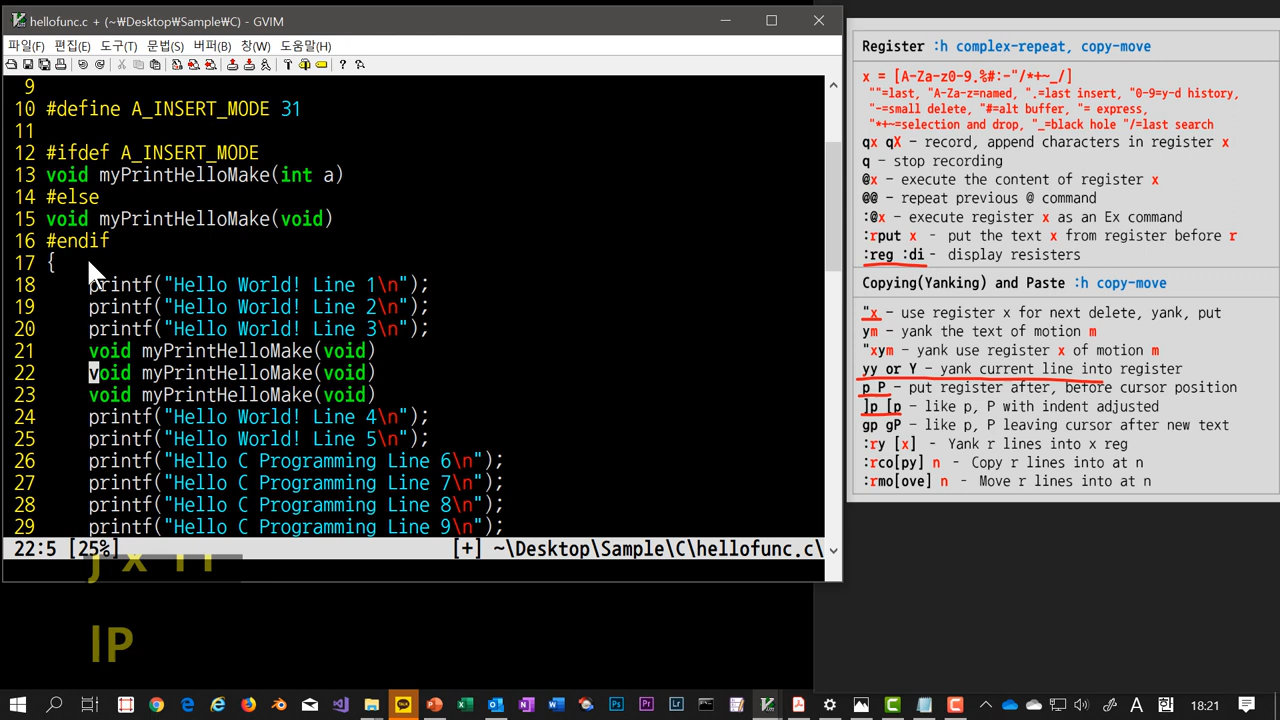 hellofunc.c + (~₩Desktop₩Sample₩C) - GVIM
파일(F) 편집(E) 도구(T) 문법(S) 버퍼(B) 창(W) 도움말(H)
9
10 #define A_INSERT_MODE 31
11
12 #ifdef A_INSERT_MODE
13 void myPrintHelloMake(int a)
14 #else
15 void myPrintHelloMake(void)
16 #endif
17 {
18 printf("Hello World! Line 1\n");
19 printf("Hello World! Line 2\n");
20 printf("Hello World! Line 3\n");
21 void myPrintHelloMake(void)
22 void myPrintHelloMake(void)
23 void myPrintHelloMake(void)
24 printf("Hello World! Line 4\n");
25 printf("Hello World! Line 5\n");
26 printf("Hello C Programming Line 6\n");
27 printf("Hello C Programming Line 7\n");
28 printf("Hello C Programming Line 8\n");
29 printf("Hello C Programming Line 9\n");
22:5 [25%] [+] ~\Desktop\Sample\C\hellofunc.c\
lP
Register :h complex-repeat, copy-move
x = [A-Za-z0-9.%#:-"/*+~_/]
""=last, "A-Za-z=named, ".=last insert, "0-9=y-d history,
"-=small delete, "#=alt buffer, "= express,
"*+~=selection and drop, "_=black hole "/=last search
qx qX - record, append characters in register x
q - stop recording
@x - execute the content of register x
@@ - repeat previous @ command
:@x - execute register x as an Ex command
:rput x - put the text x from register before r
:reg :di - display resisters
Copying(Yanking) and Paste :h copy-move
"x - use register x for next delete, yank, put
ym - yank the text of motion m
"xym - yank use register x of motion m
yy or Y - yank current line into register
p P - put register after, before cursor position
]p [p - like p, P with indent adjusted
gp gP - like p, P leaving cursor after new text
:ry [x] - Yank r lines into x reg
:rco[py] n - Copy r lines into at n
:rmo[ove] n - Move r lines into at n
A 18:21